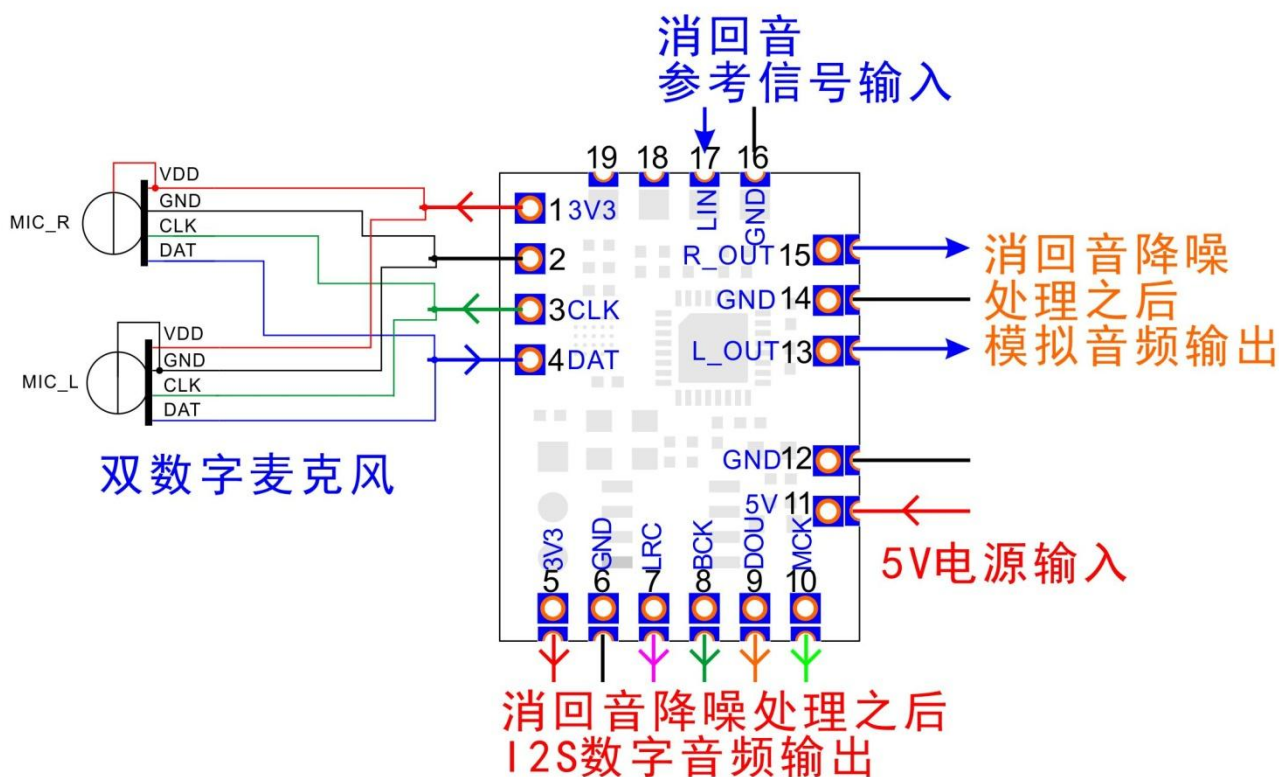 消回音
参考信号输入
19
18
17
16
LIN
GND
VDD
GND
CLK
DAT
MIC_R
VDD
GND
CLK
DAT
MIC_L
双数字麦克风
1 3V3
2
3 CLK
4 DAT
R_OUT 15
GND 14
L_OUT 13
消回音降噪
处理之后
模拟音频输出
GND 12
5V 11
5V电源输入
3V3
GND
LRC
BCK
DOU
MCK
5
6
7
8
9
10
消回音降噪处理之后
I2S数字音频输出